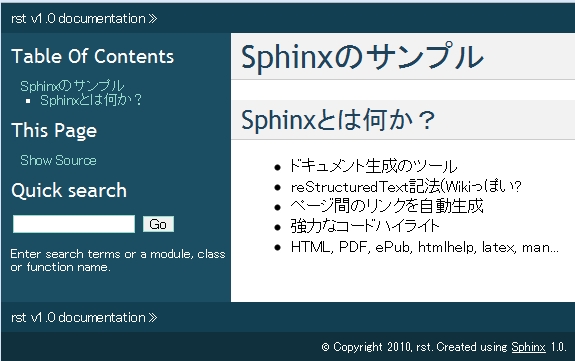 rst v1.0 documentation »
Table Of Contents
Sphinxのサンプル
Sphinxとは何か？
This Page
Show Source
Quick search
Go
Enter search terms or a module, class
or function name.
Sphinxのサンプル
Sphinxとは何か？
ドキュメント生成のツール
reStructuredText記法(Wikiっぽい?
ページ間のリンクを自動生成
強力なコードハイライト
HTML, PDF, ePub, htmlhelp, latex, man...
rst v1.0 documentation »
© Copyright 2010, rst. Created using Sphinx 1.0.